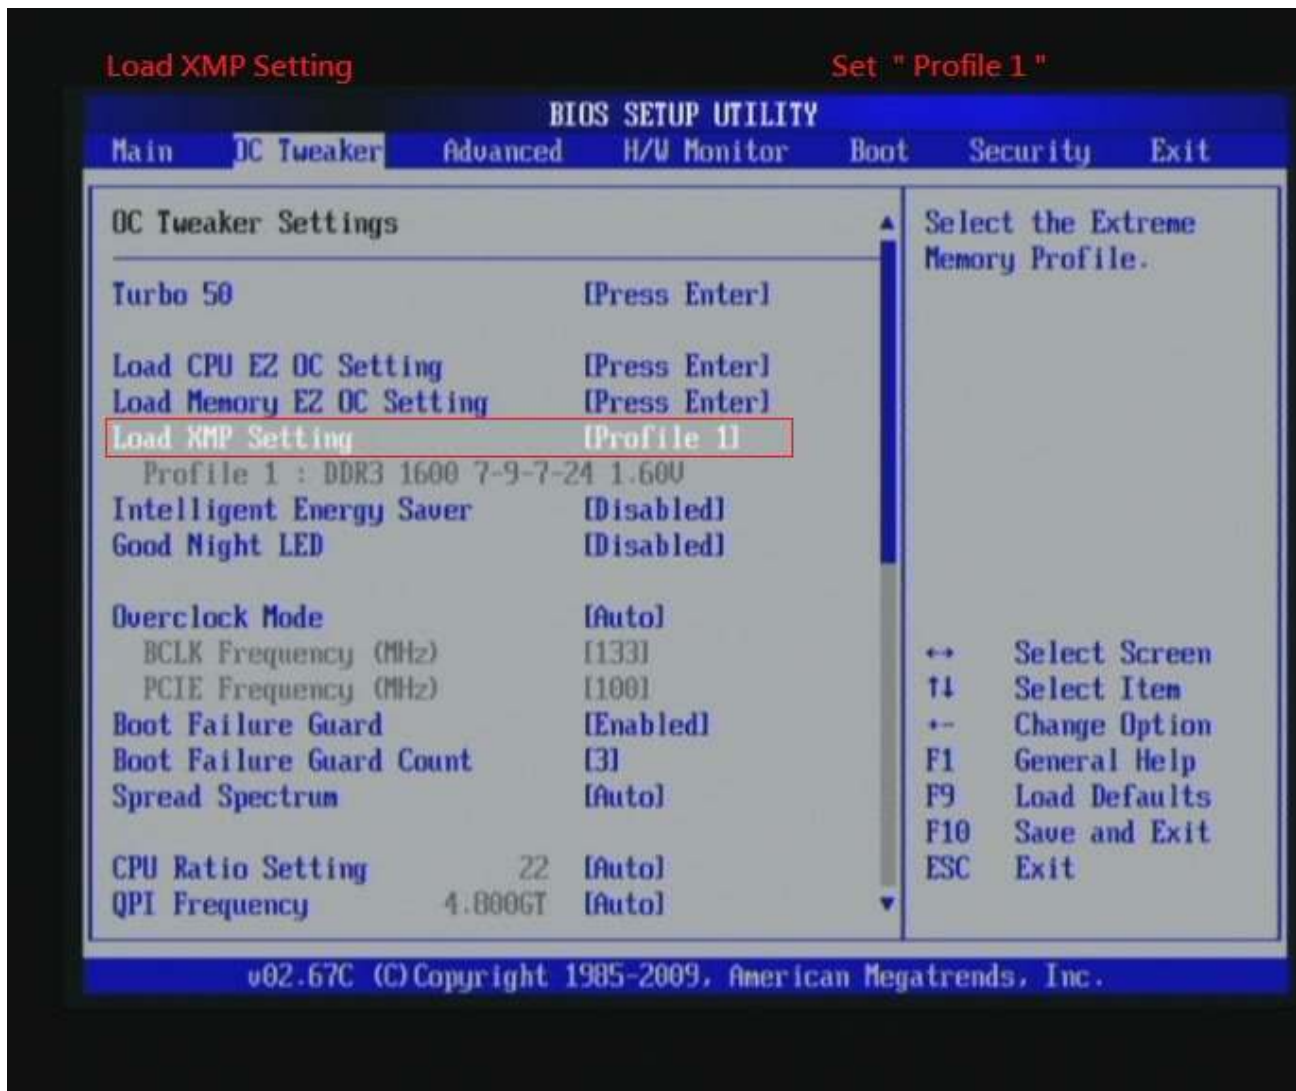 Load XMP Setting Set " Profile 1 "
BIOS SETUP UTILITY
Main OC Tweaker Advanced H/W Monitor Boot Security Exit
OC Tweaker Settings
Turbo 50 [Press Enter]
Load CPU EZ OC Setting [Press Enter]
Load Memory EZ OC Setting [Press Enter]
Load XMP Setting [Profile 1]
Profile 1 : DDR3 1600 7-9-7-24 1.60V
Intelligent Energy Saver [Disabled]
Good Night LED [Disabled]
Overclock Mode [Auto]
BCLK Frequency (MHz) [133]
PCIE Frequency (MHz) [100]
Boot Failure Guard [Enabled]
Boot Failure Guard Count [3]
Spread Spectrum [Auto]
CPU Ratio Setting 22 [Auto]
QPI Frequency 4.800GT [Auto]
Select the Extreme
Memory Profile.
↔ Select Screen
↑↓ Select Item
+- Change Option
F1 General Help
F9 Load Defaults
F10 Save and Exit
ESC Exit
v02.67C (C)Copyright 1985-2009, American Megatrends, Inc.